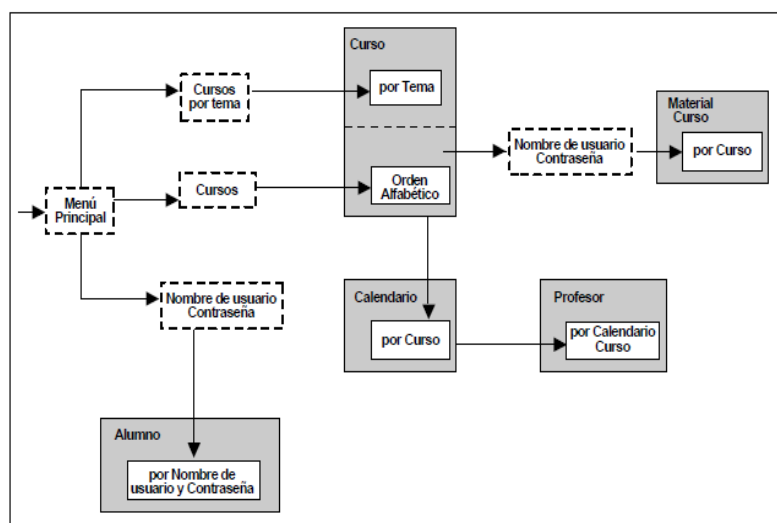 Curso
Cursos
por tema
por Tema
Material
Curso
Nombre de usuario
Contraseña
por Curso
Menú
Principal
Cursos
Orden
Alfabético
Nombre de usuario
Contraseña
Calendario
por Curso
Profesor
por Calendario
Curso
Alumno
por Nombre de
usuario y Contraseña